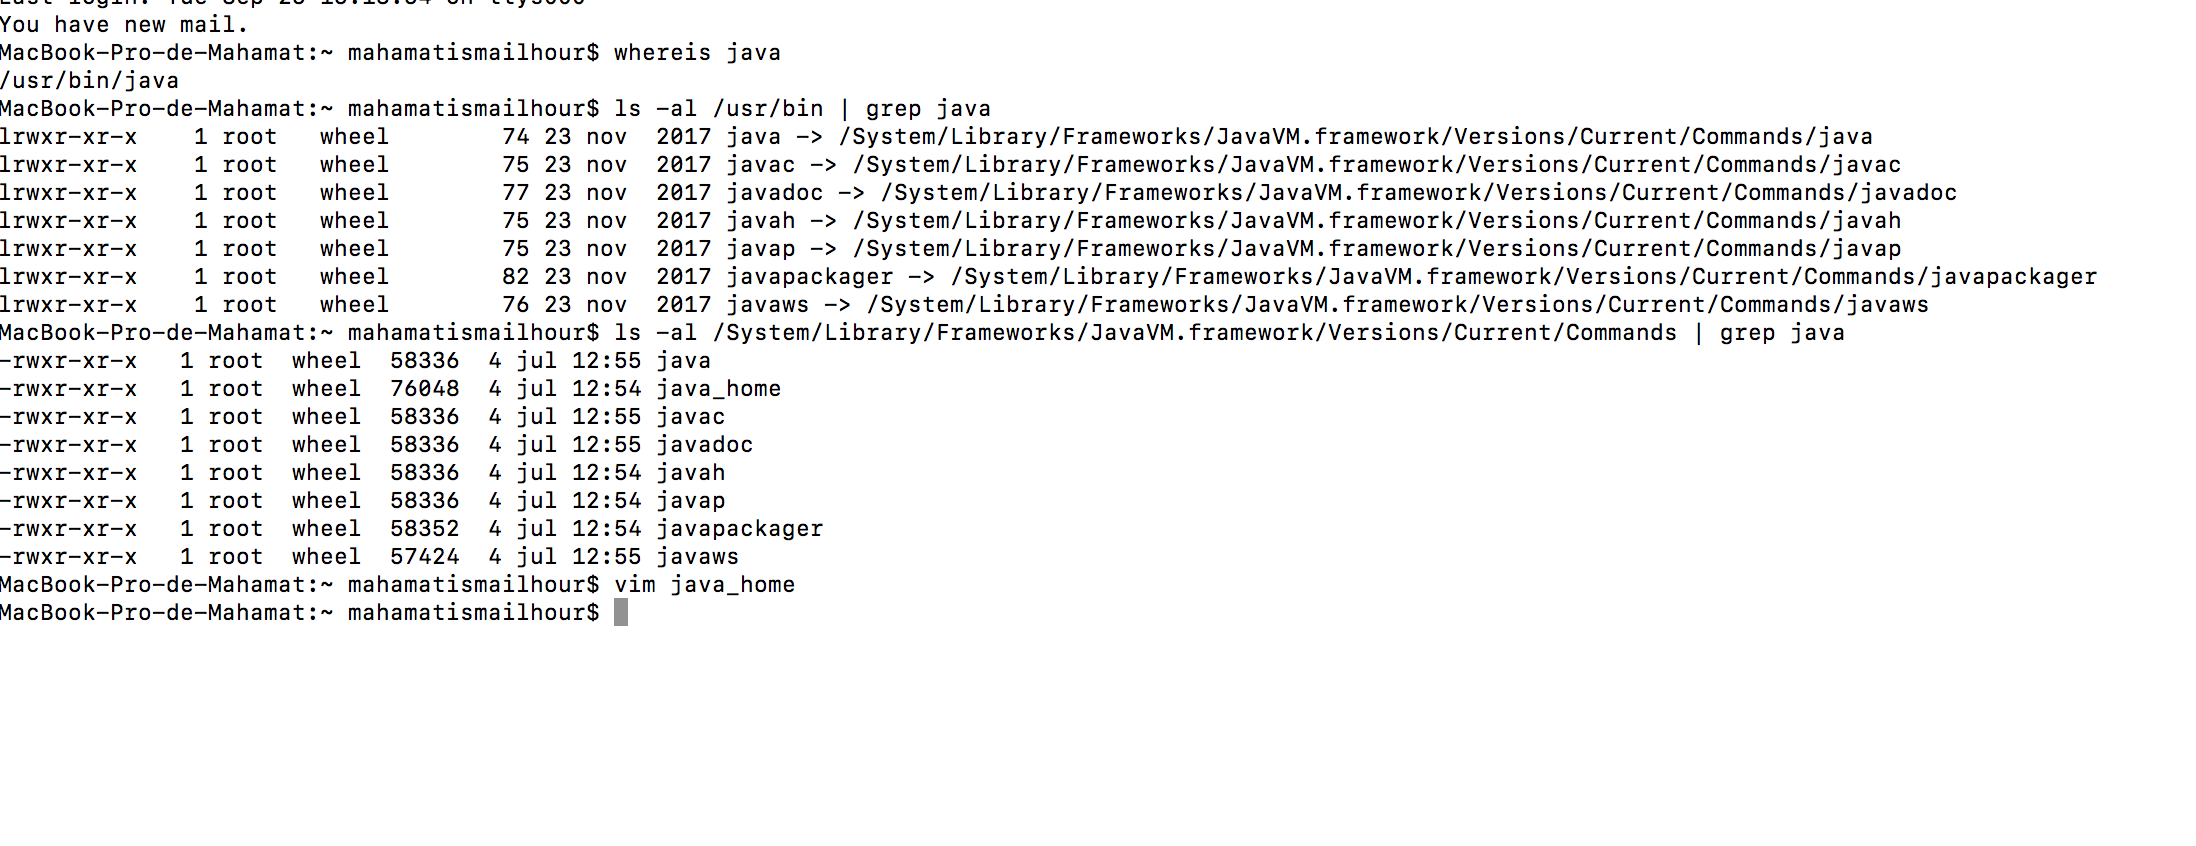 You have new mail.
MacBook-Pro-de-Mahamat:~ mahamatismailhour$ whereis java
/usr/bin/java
MacBook-Pro-de-Mahamat:~ mahamatismailhour$ ls -al /usr/bin | grep java
lrwxr-xr-x    1 root   wheel        74 23 nov  2017 java -> /System/Library/Frameworks/JavaVM.framework/Versions/Current/Commands/java
lrwxr-xr-x    1 root   wheel        75 23 nov  2017 javac -> /System/Library/Frameworks/JavaVM.framework/Versions/Current/Commands/javac
lrwxr-xr-x    1 root   wheel        77 23 nov  2017 javadoc -> /System/Library/Frameworks/JavaVM.framework/Versions/Current/Commands/javadoc
lrwxr-xr-x    1 root   wheel        75 23 nov  2017 javah -> /System/Library/Frameworks/JavaVM.framework/Versions/Current/Commands/javah
lrwxr-xr-x    1 root   wheel        75 23 nov  2017 javap -> /System/Library/Frameworks/JavaVM.framework/Versions/Current/Commands/javap
lrwxr-xr-x    1 root   wheel        82 23 nov  2017 javapackager -> /System/Library/Frameworks/JavaVM.framework/Versions/Current/Commands/javapackager
lrwxr-xr-x    1 root   wheel        76 23 nov  2017 javaws -> /System/Library/Frameworks/JavaVM.framework/Versions/Current/Commands/javaws
MacBook-Pro-de-Mahamat:~ mahamatismailhour$ ls -al /System/Library/Frameworks/JavaVM.framework/Versions/Current/Commands | grep java
-rwxr-xr-x   1 root  wheel  58336  4 jul 12:55 java
-rwxr-xr-x   1 root  wheel  76048  4 jul 12:54 java_home
-rwxr-xr-x   1 root  wheel  58336  4 jul 12:55 javac
-rwxr-xr-x   1 root  wheel  58336  4 jul 12:55 javadoc
-rwxr-xr-x   1 root  wheel  58336  4 jul 12:54 javah
-rwxr-xr-x   1 root  wheel  58336  4 jul 12:54 javap
-rwxr-xr-x   1 root  wheel  58352  4 jul 12:54 javapackager
-rwxr-xr-x   1 root  wheel  57424  4 jul 12:55 javaws
MacBook-Pro-de-Mahamat:~ mahamatismailhour$ vim java_home
MacBook-Pro-de-Mahamat:~ mahamatismailhour$